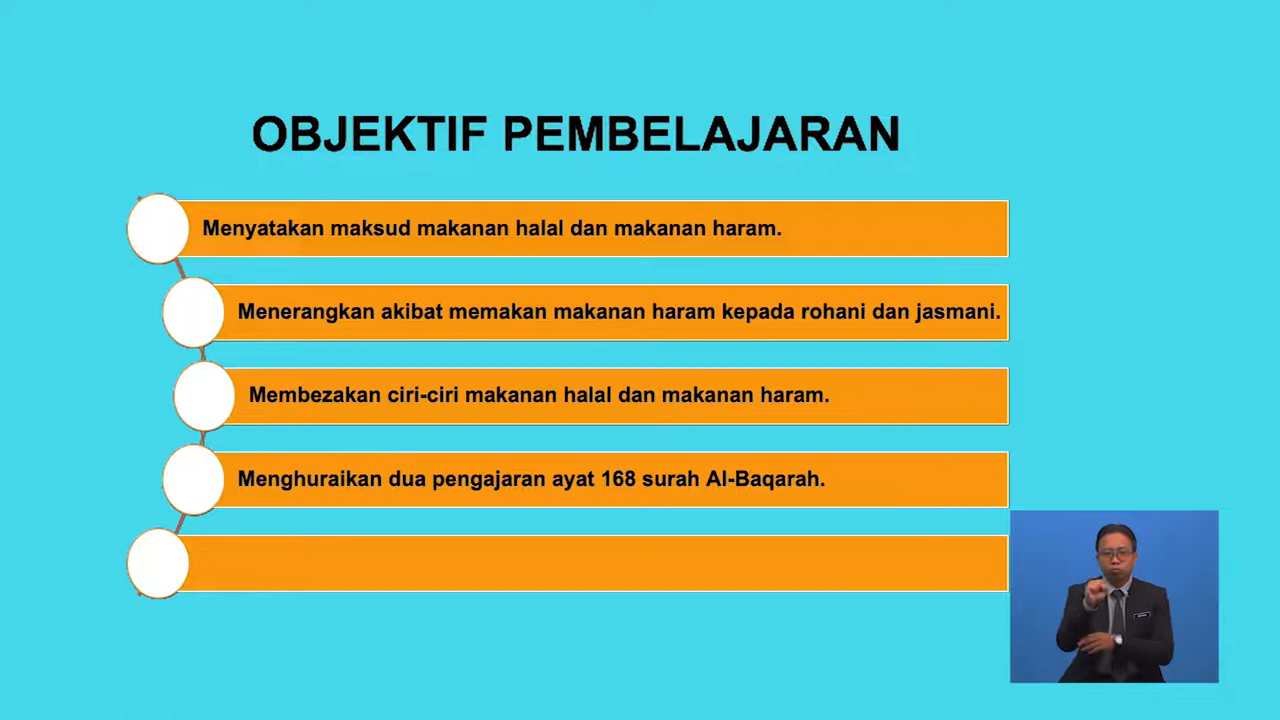 OBJEKTIF PEMBELAJARAN
Menyatakan maksud makanan halal dan makanan haram.
Menerangkan akibat memakan makanan haram kepada rohani dan jasmani.
Membezakan ciri-ciri makanan halal dan makanan haram.
Menghuraikan dua pengajaran ayat 168 surah Al-Baqarah.